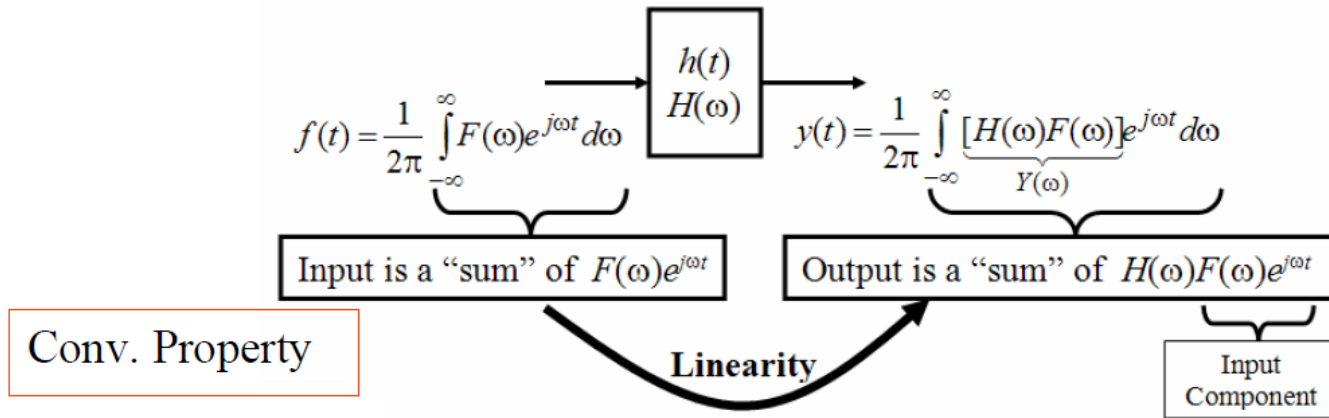 h(t)
H(ω)
f(t) = 1/2π ∫_{-∞}^{∞} F(ω)e^{jωt} dω
y(t) = 1/2π ∫_{-∞}^{∞} [H(ω)F(ω)]e^{jωt} dω
Y(ω)
Input is a “sum” of F(ω)e^{jωt}
Output is a “sum” of H(ω)F(ω)e^{jωt}
Conv. Property
Linearity
Input
Component